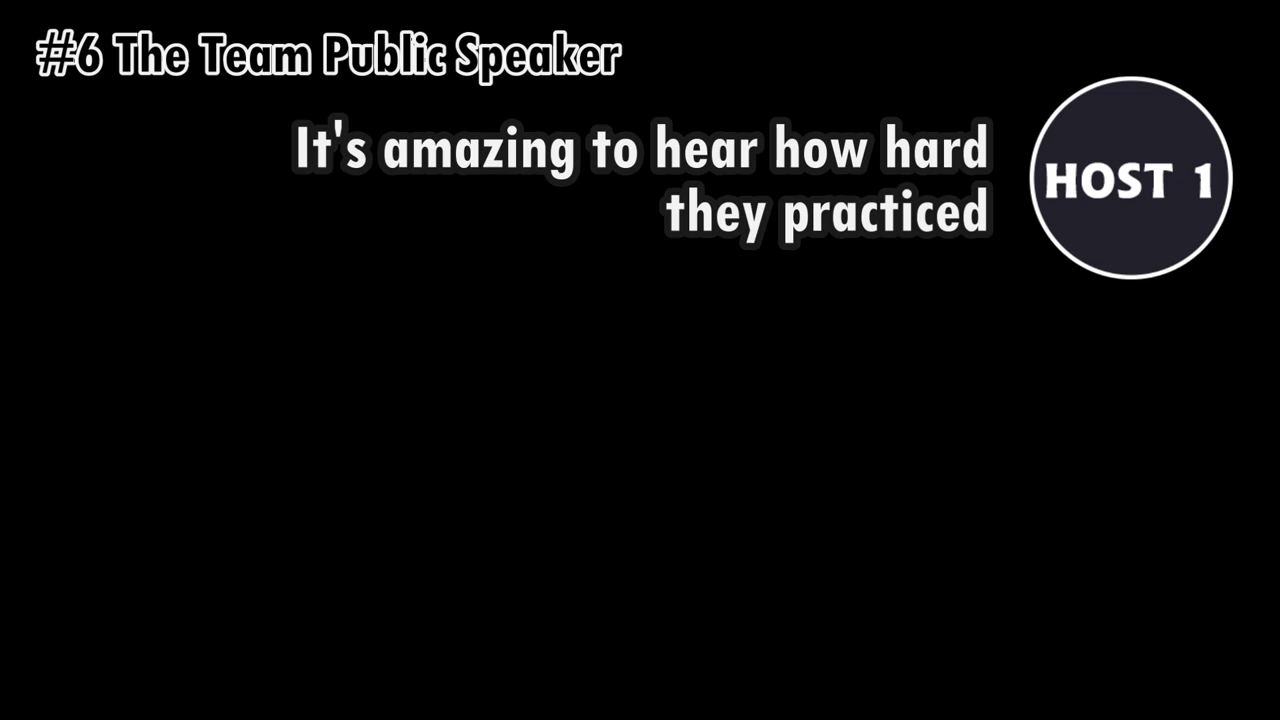 #6 The Team Public Speaker
It's amazing to hear how hard
they practiced
HOST 1